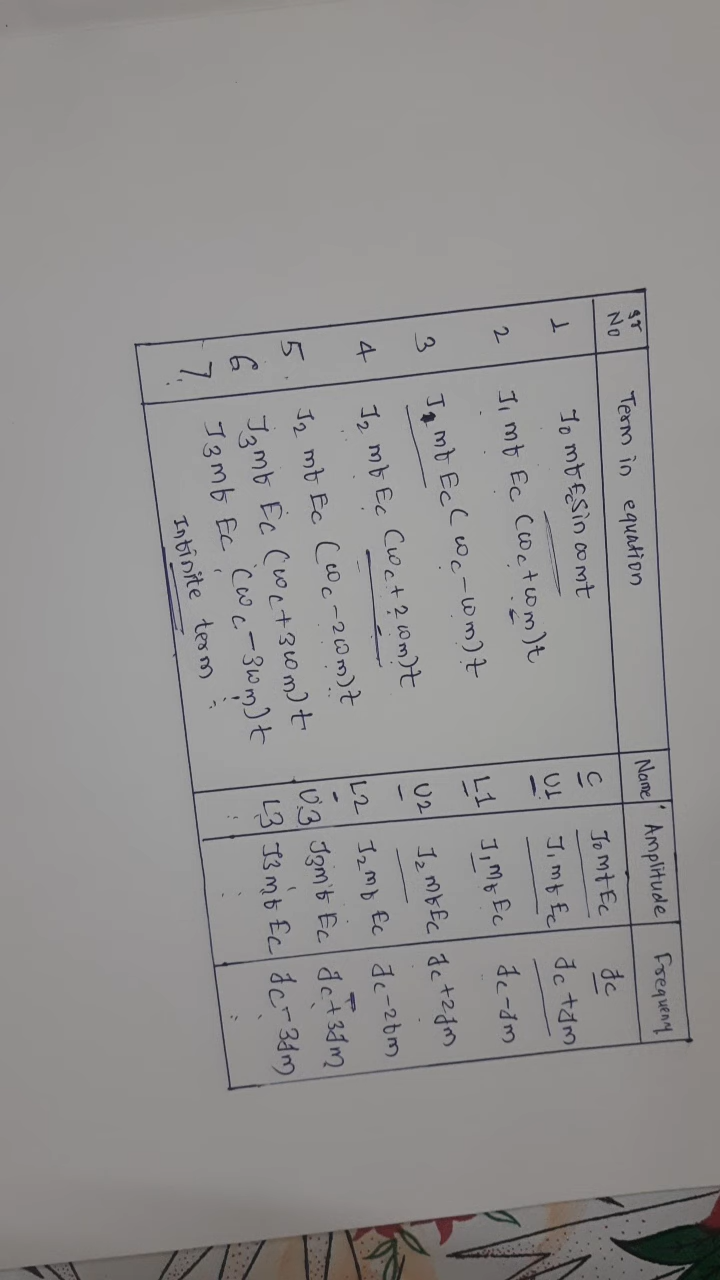 Sr No Term in equation Name Amplitude Frequency
1 J0 mf Ec Sin ωmt C J0 mf Ec fc
2 J1 mf Ec (ωc+ωm)t U1 J1 mf Ec fc+fm
3 J1 mf Ec (ωc-ωm)t L1 J1 mf Ec fc-fm
4 J2 mf Ec (ωc+2ωm)t U2 J2 mf Ec fc+2fm
5 J2 mf Ec (ωc-2ωm)t L2 J2 mf Ec fc-2fm
6 J3 mf Ec (ωc+3ωm)t U3 J3 mf Ec fc+3fm
7 J3 mf Ec (ωc-3ωm)t L3 J3 mf Ec fc-3fm
Infinite term